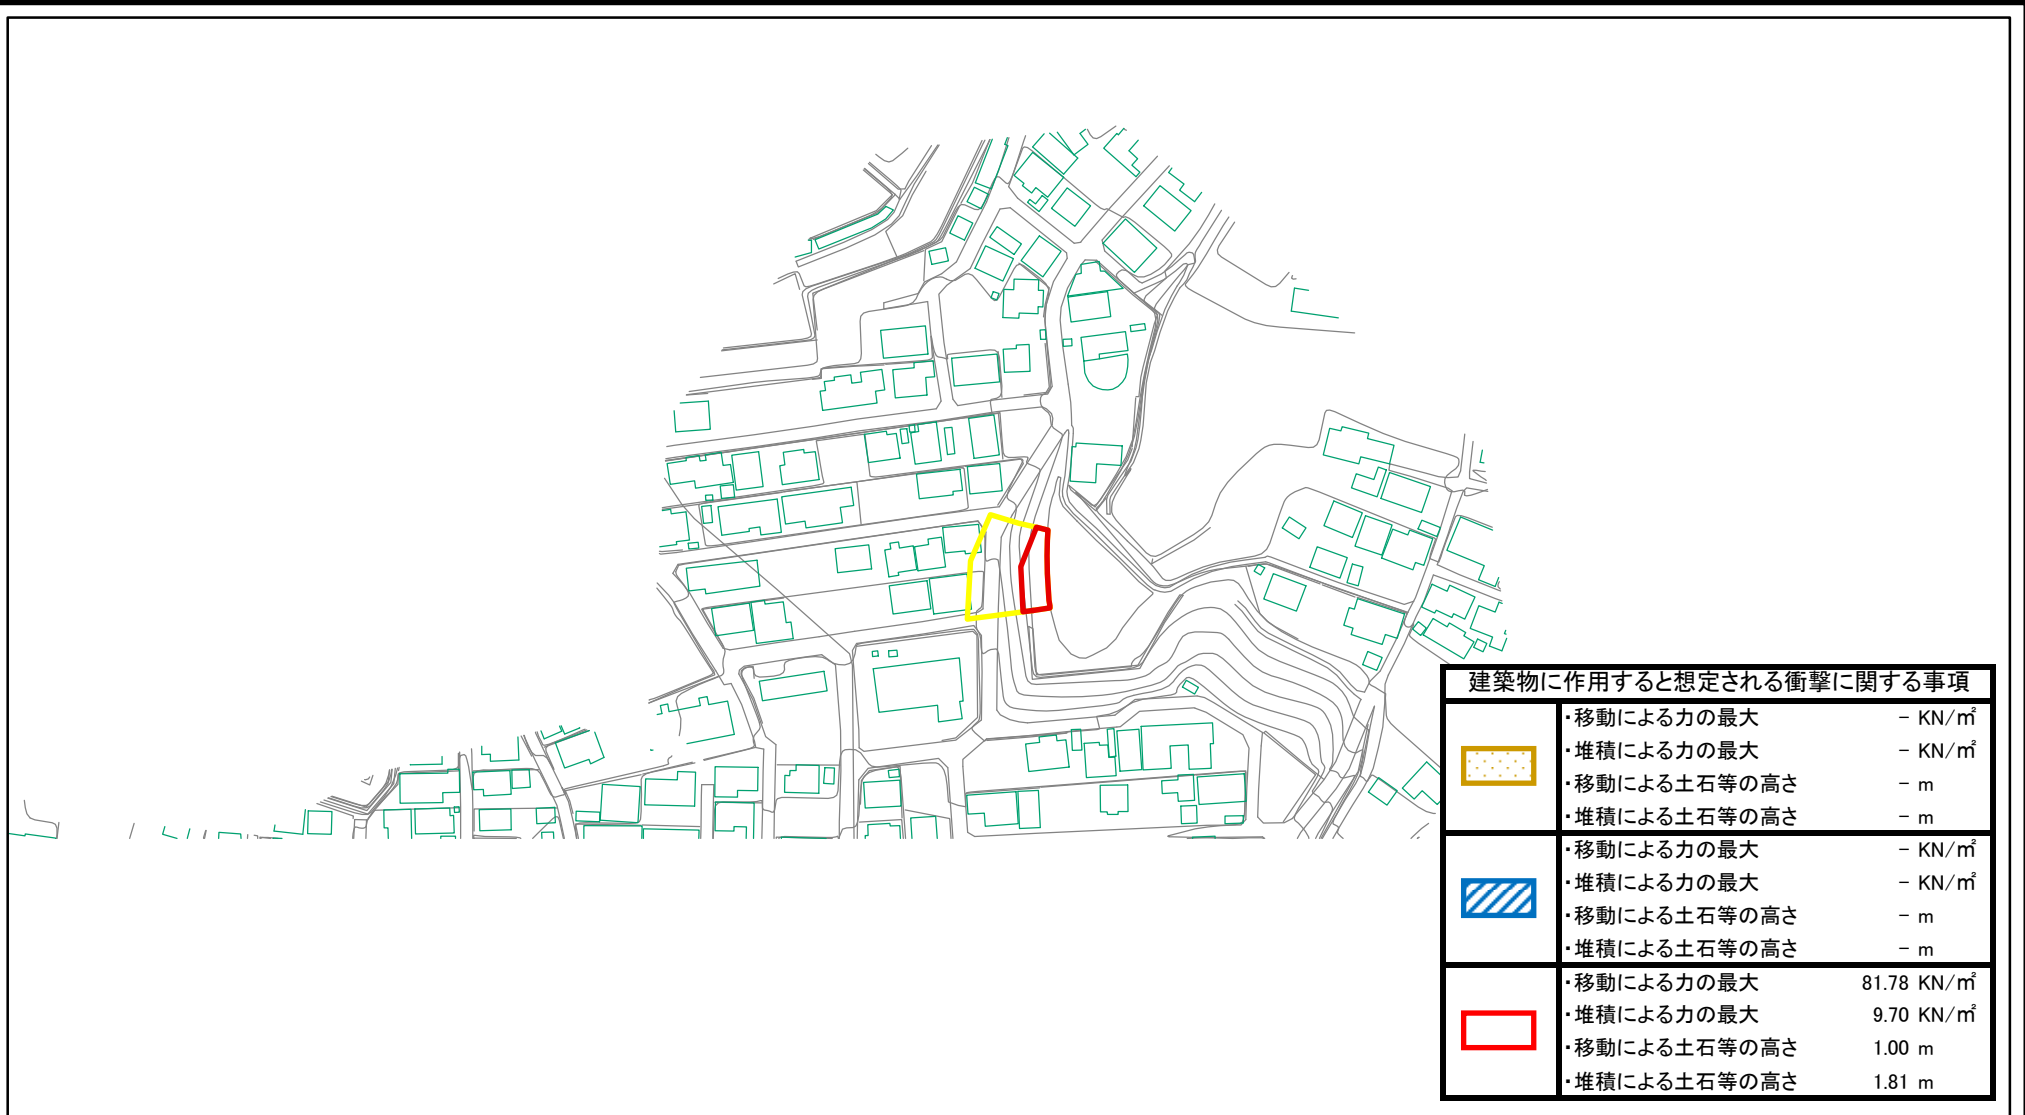 建築物に作用すると想定される衝撃に関する事項
・移動による力の最大 － KN/㎡
・堆積による力の最大 － KN/㎡
・移動による土石等の高さ － m
・堆積による土石等の高さ － m
・移動による力の最大 － KN/㎡
・堆積による力の最大 － KN/㎡
・移動による土石等の高さ － m
・堆積による土石等の高さ － m
・移動による力の最大 81.78 KN/㎡
・堆積による力の最大 9.70 KN/㎡
・移動による土石等の高さ 1.00 m
・堆積による土石等の高さ 1.81 m